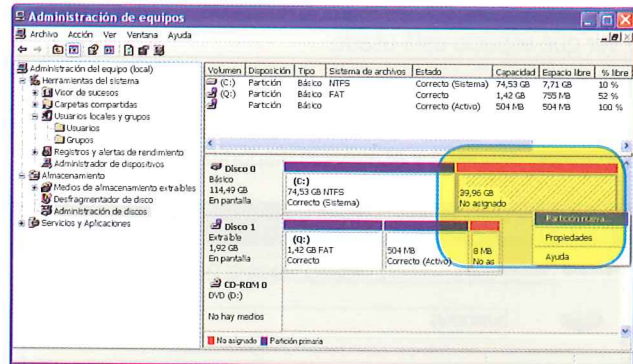 Administración de equipos
Archivo Acción Ver Ventana Ayuda
Administración del equipo (local)
Herramientas del sistema
Visor de sucesos
Carpetas compartidas
Usuarios locales y grupos
Usuarios
Grupos
Registros y alertas de rendimiento
Administrador de dispositivos
Almacenamiento
Medios de almacenamiento extraíbles
Desfragmentador de disco
Administración de discos
Servicios y Aplicaciones
Volumen Disposición Tipo Sistema de archivos Estado Capacidad Espacio libre % libre
(C:) Partición Básico NTFS Correcto (Sistema) 74,53 GB 7,71 GB 10 %
(Q:) Partición Básico FAT Correcto 1,42 GB 755 MB 52 %
Partición Básico Correcto (Activo) 504 MB 504 MB 100 %
Disco 0
Básico
114,49 GB
En pantalla
(C:)
74,53 GB NTFS
Correcto (Sistema)
39,96 GB
No asignado
Partición nueva...
Propiedades
Ayuda
Disco 1
Extraíble
1,92 GB
En pantalla
(Q:)
1,42 GB FAT
Correcto
504 MB
Correcto (Activo)
8 MB
No as
CD-ROM 0
DVD (D:)
No hay medios
No asignado Partición primaria